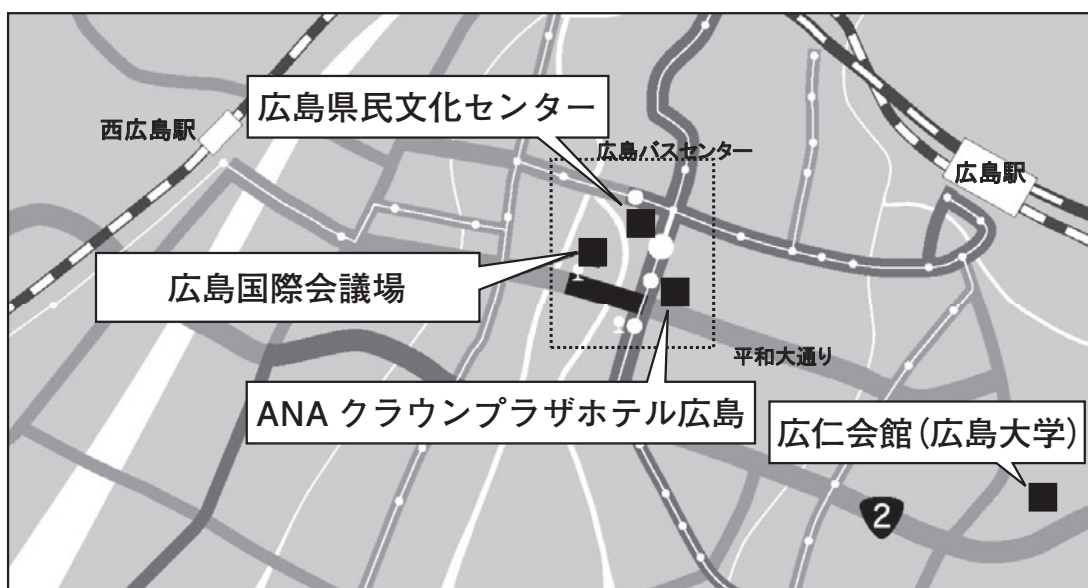 広島県民文化センター
西広島駅
広島バスセンター
広島駅
広島国際会議場
平和大通り
ANA クラウンプラザホテル広島
広仁会館(広島大学)
2